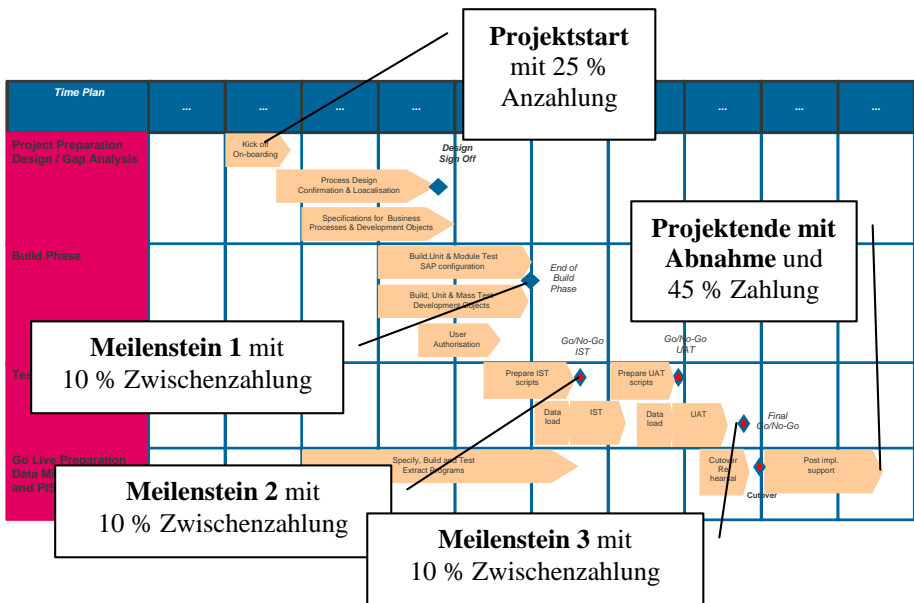 Projektstart
mit 25 %
Anzahlung
Time Plan
...
...
...
...
...
...
...
...
Project Preparation
Design / Gap Analysis
Kick off
On-boarding
Design
Sign Off
Process Design
Confirmation & Loacalisation
Specifications for Business
Processes & Development Objects
Projektende mit
Abnahme und
45 % Zahlung
Build Phase
Build,Unit & Module Test
SAP configuration
End of
Build
Phase
Build, Unit & Mass Test
Development Objects
User
Authorisation
Meilenstein 1 mit
10 % Zwischenzahlung
Go/No-Go
IST
Go/No-Go
UAT
Prepare IST
scripts
Prepare UAT
scripts
Data
load
IST
Data
load
UAT
Final
Go/No-Go
Go Live Preparation
and PIS
Specify, Build and Test
Extract Programs
Cutover
Re
hearsal
Post impl.
support
Cutover
Meilenstein 2 mit
10 % Zwischenzahlung
Meilenstein 3 mit
10 % Zwischenzahlung